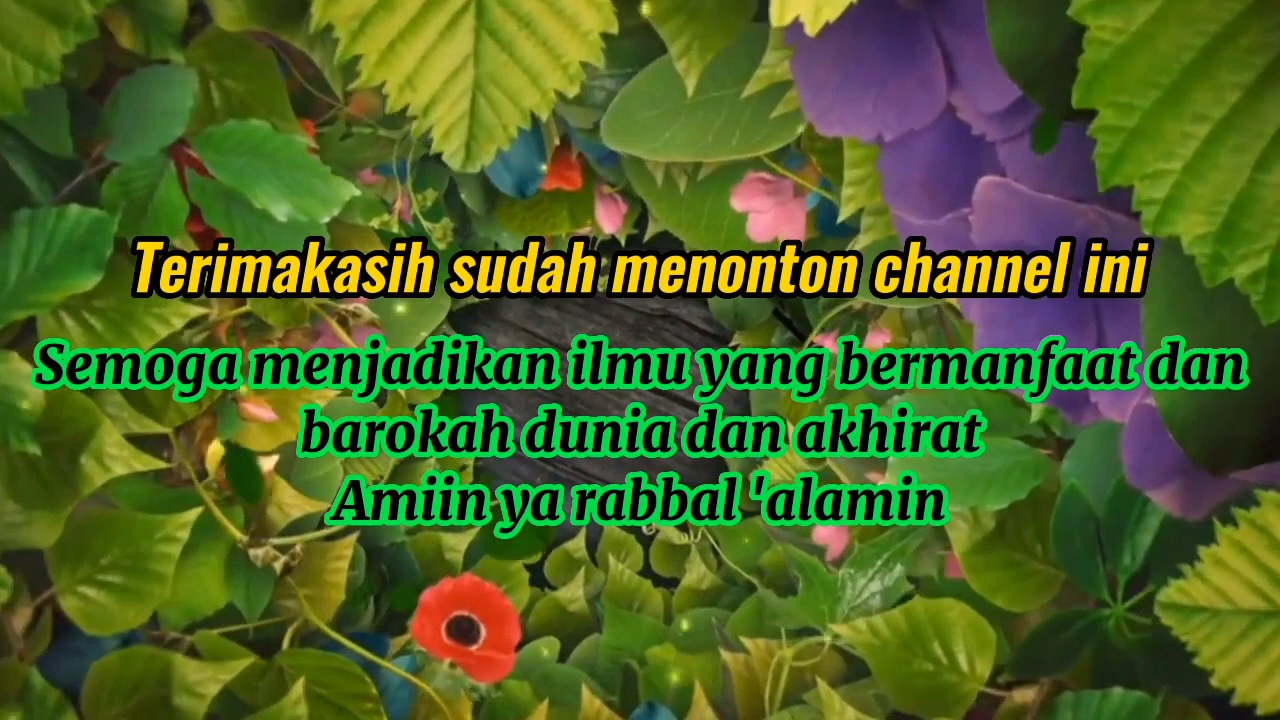 Terimakasih sudah menonton channel ini
Semoga menjadikan ilmu yang bermanfaat dan
barokah dunia dan akhirat
Amiin ya rabbal 'alamin